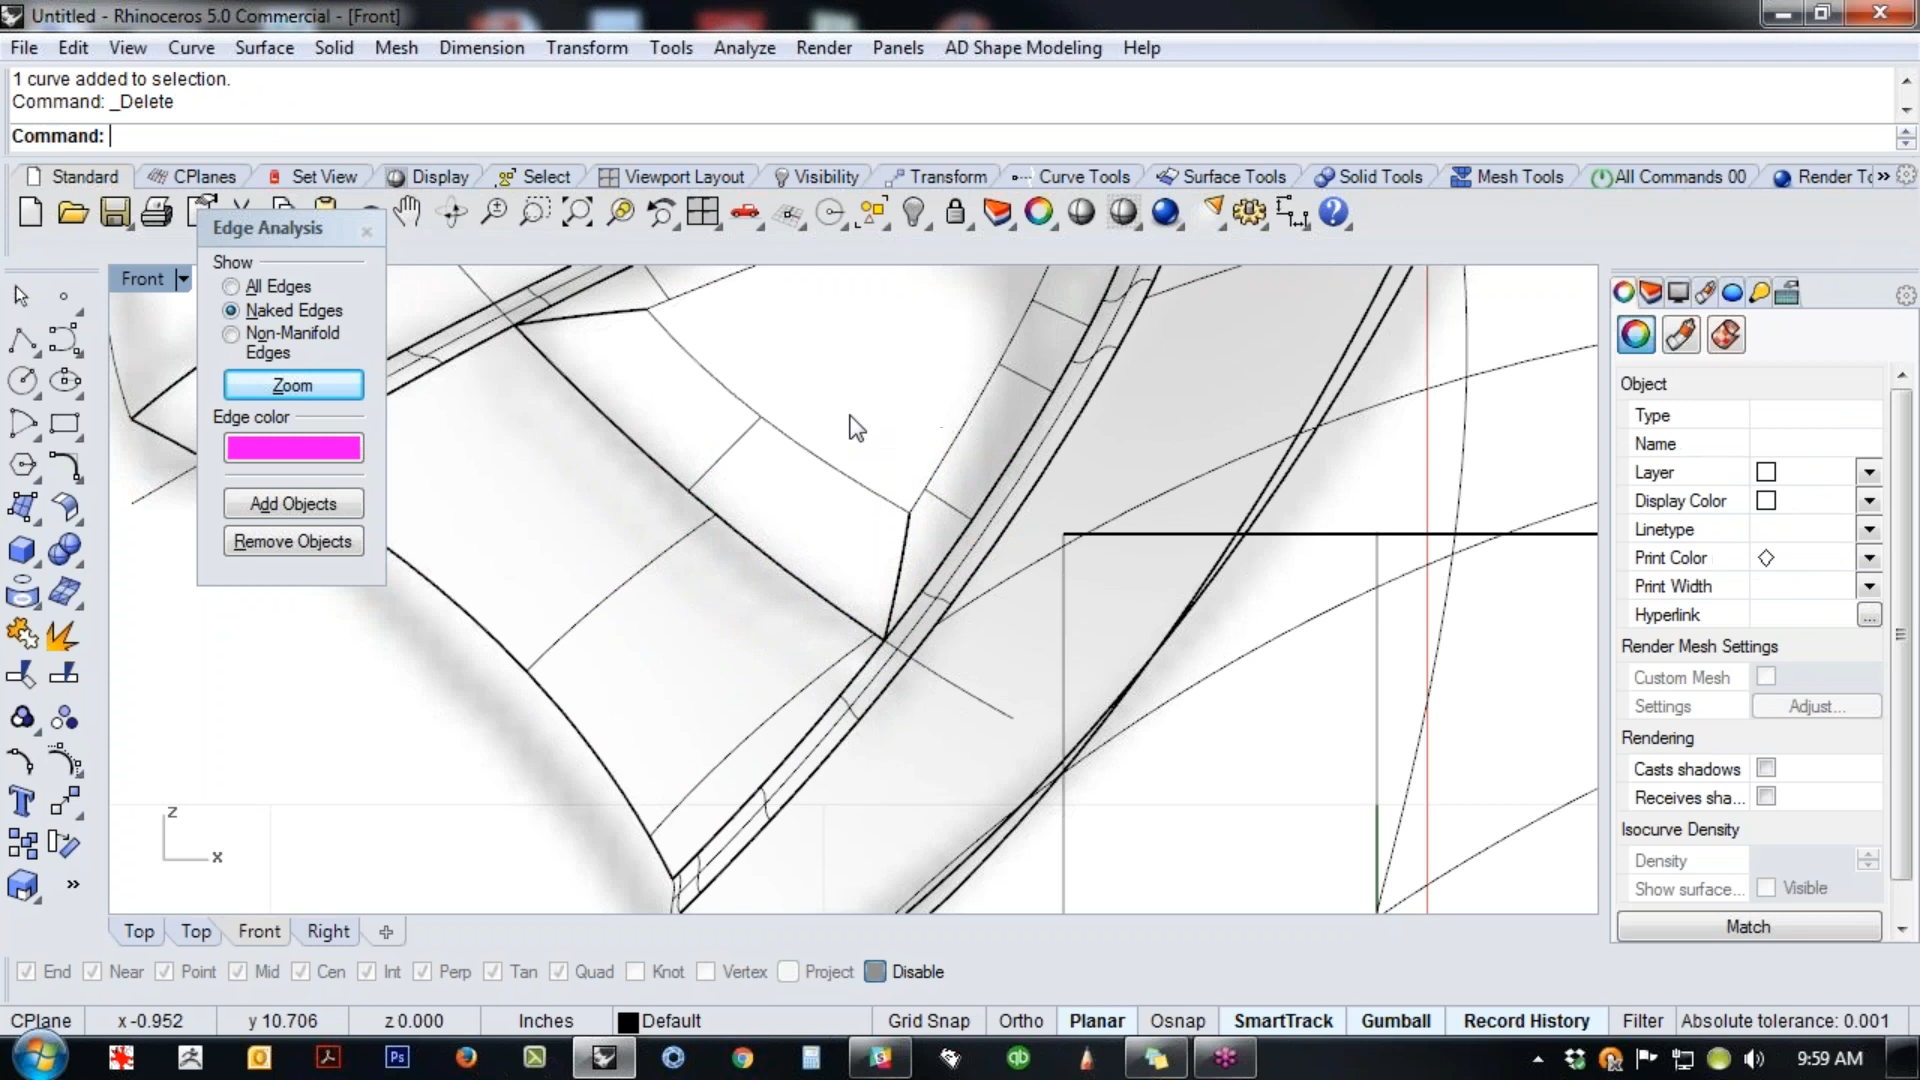 Untitled - Rhinoceros 5.0 Commercial - [Front]
File Edit View Curve Surface Solid Mesh Dimension Transform Tools Analyze Render Panels AD Shape Modeling Help
1 curve added to selection.
Command: _Delete
Command:
Standard CPlanes Set View Display Select Viewport Layout Visibility Transform Curve Tools Surface Tools Solid Tools Mesh Tools All Commands 00 Render To »
Edge Analysis
Show
All Edges
Naked Edges
Non-Manifold
Edges
Zoom
Edge color
Add Objects
Remove Objects
Front
z
x
Object
Type
Name
Layer
Display Color
Linetype
Print Color
Print Width
Hyperlink ...
Render Mesh Settings
Custom Mesh
Settings Adjust...
Rendering
Casts shadows
Receives sha...
Isocurve Density
Density
Show surface... Visible
Match
»
Top Top Front Right
End Near Point Mid Cen Int Perp Tan Quad Knot Vertex Project Disable
CPlane x -0.952 y 10.706 z 0.000 Inches Default Grid Snap Ortho Planar Osnap SmartTrack Gumball Record History Filter Absolute tolerance: 0.001
Ps qb 9:59 AM